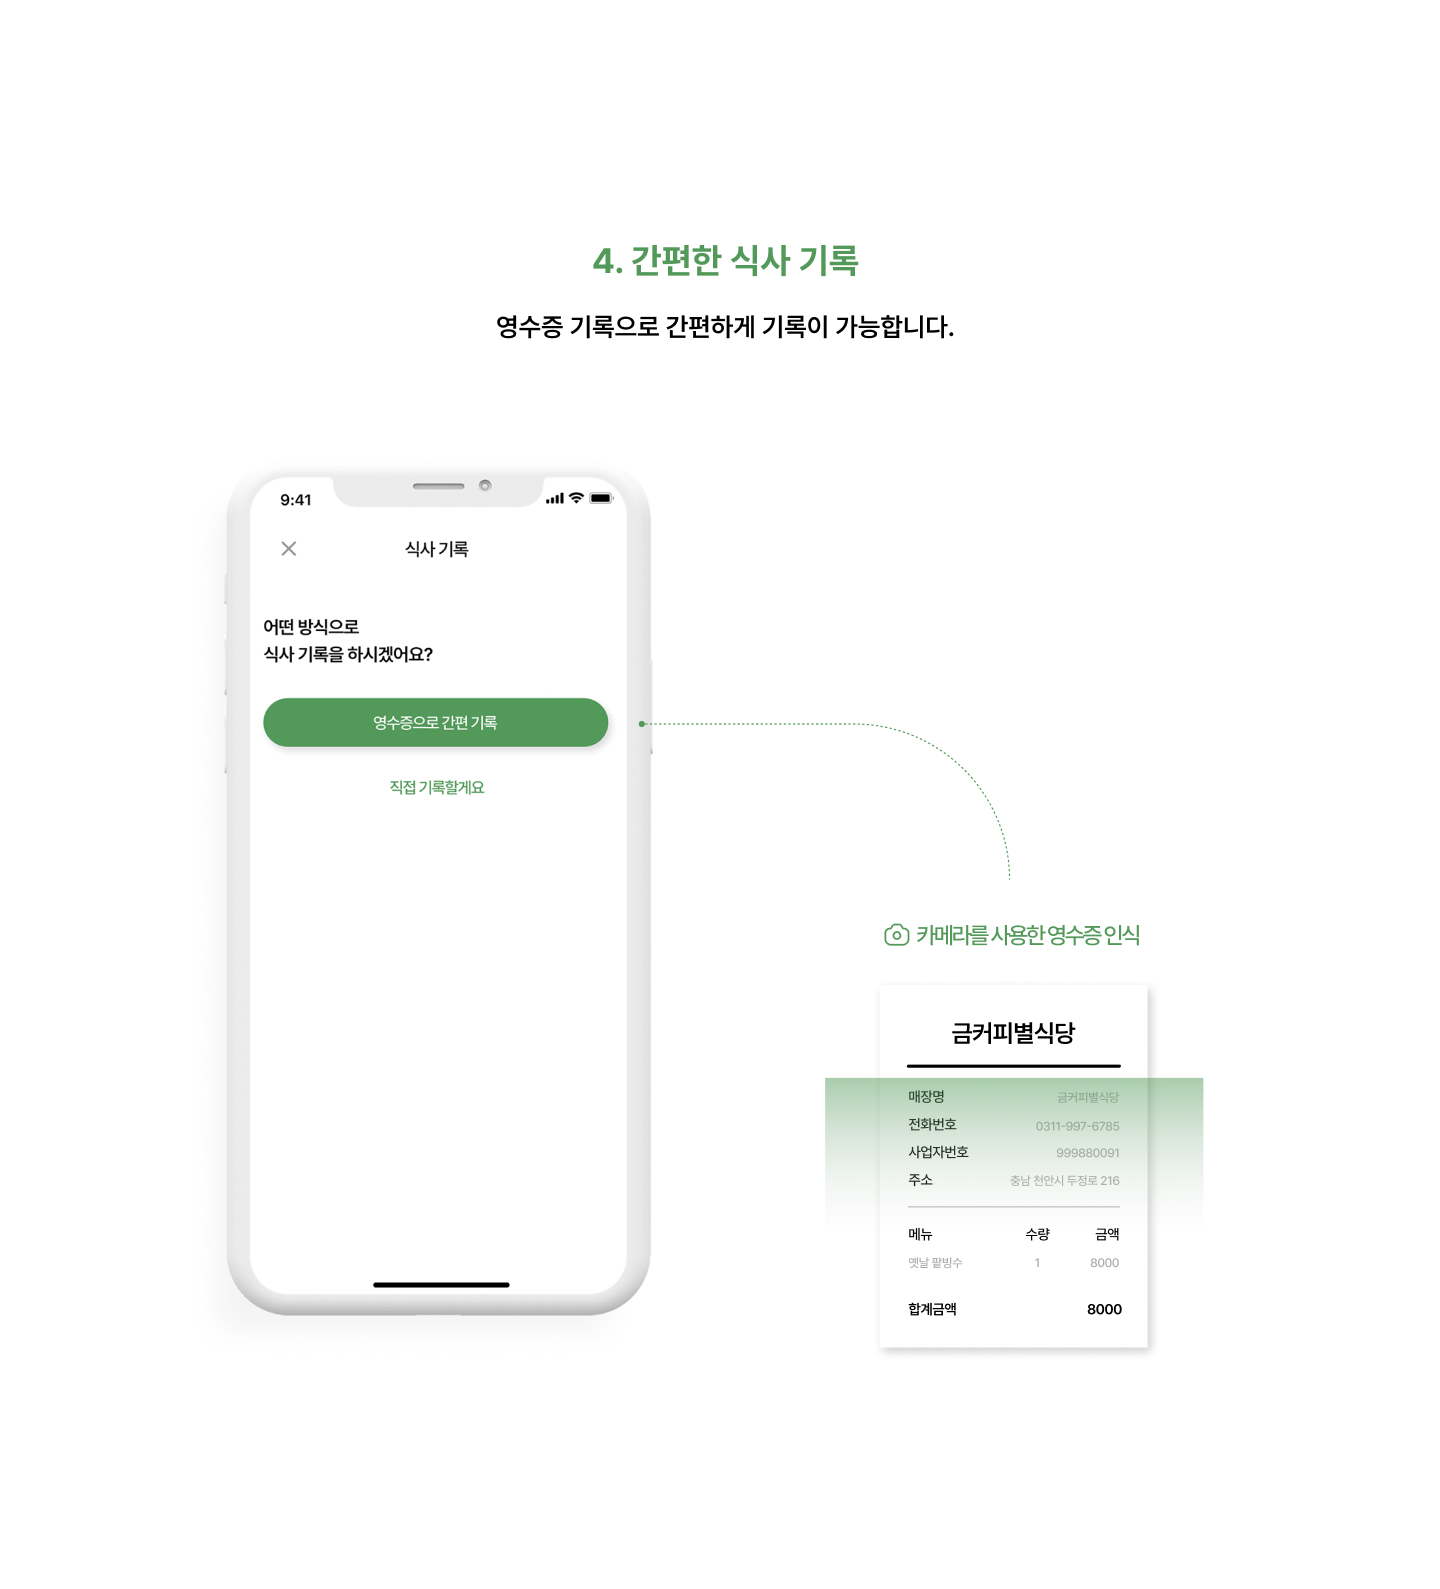 4. 간편한 식사 기록
영수증 기록으로 간편하게 기록이 가능합니다.
9:41
식사 기록
어떤 방식으로
식사 기록을 하시겠어요?
영수증으로 간편 기록
직접 기록할게요
카메라를 사용한 영수증 인식
금커피별식당
매장명 금커피별식당
전화번호 0311-997-6785
사업자번호 999880091
주소 충남 천안시 두정로 216
메뉴 수량 금액
옛날 팥빙수 1 8000
합계금액 8000